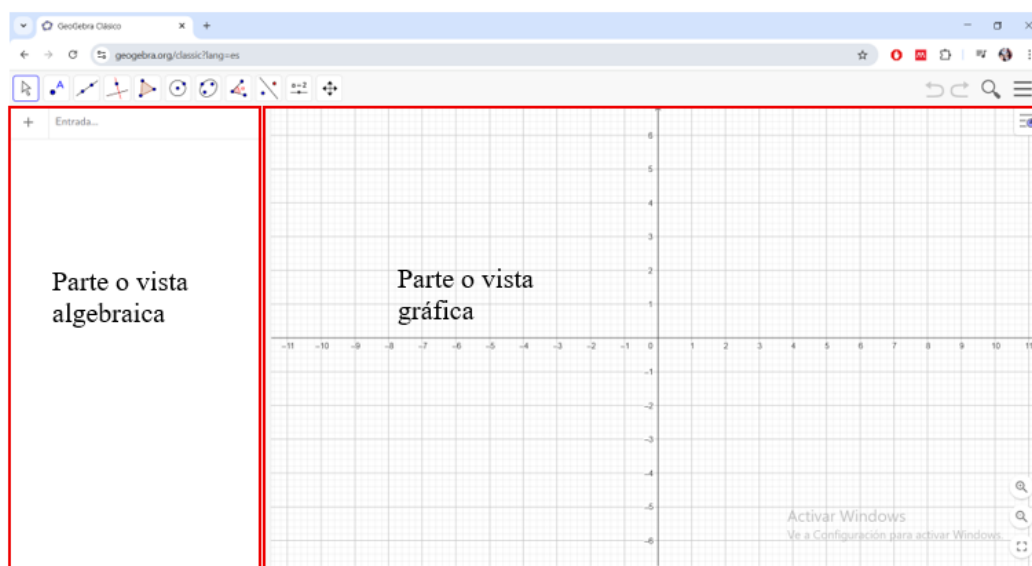 GeoGebra Clásico
geogebra.org/classic?lang=es
A
a=2
Entrada...
Parte o vista
algebraica
Parte o vista
gráfica
6
5
4
3
2
1
-11 -10 -9 -8 -7 -6 -5 -4 -3 -2 -1 0 1 2 3 4 5 6 7 8 9 10 11
-1
-2
-3
-4
-5
-6
Activar Windows
Ve a Configuración para activar Windows.